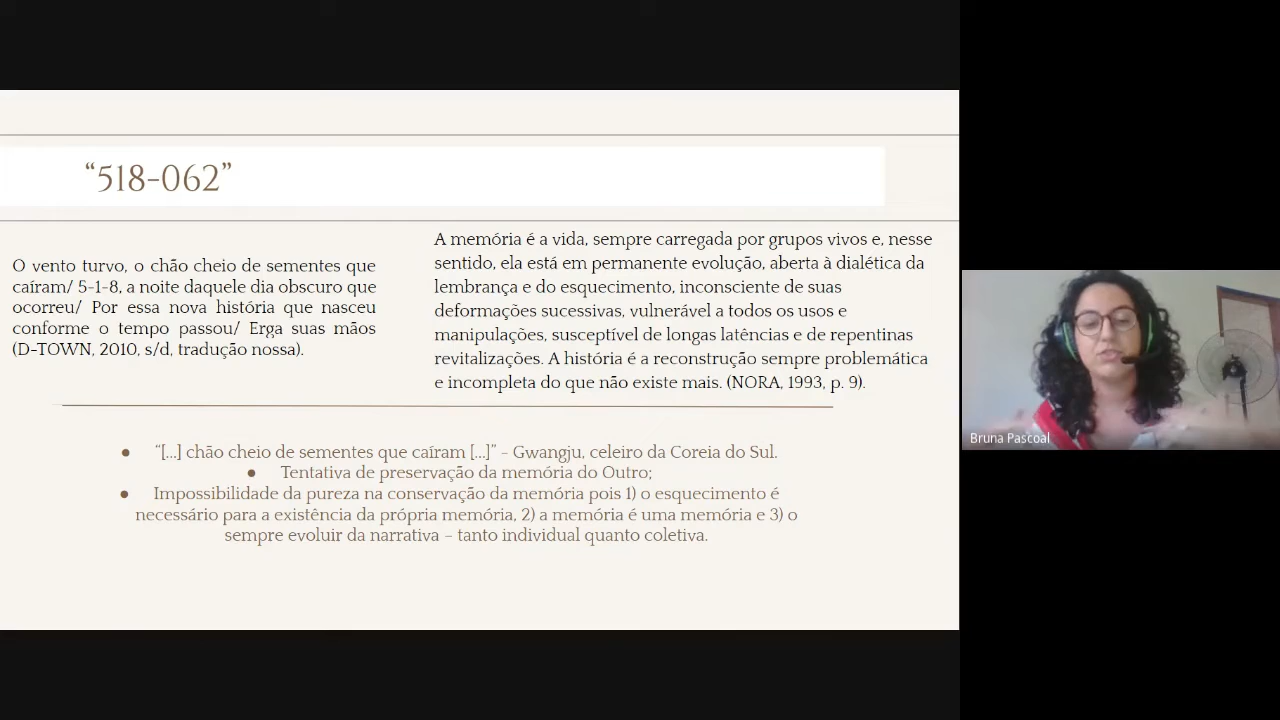 “518-062”
O vento turvo, o chão cheio de sementes que
caíram/ 5-1-8, a noite daquele dia obscuro que
ocorreu/ Por essa nova história que nasceu
conforme o tempo passou/ Erga suas mãos
(D-TOWN, 2010, s/d, tradução nossa).
A memória é a vida, sempre carregada por grupos vivos e, nesse
sentido, ela está em permanente evolução, aberta à dialética da
lembrança e do esquecimento, inconsciente de suas
deformações sucessivas, vulnerável a todos os usos e
manipulações, susceptível de longas latências e de repentinas
revitalizações. A história é a reconstrução sempre problemática
e incompleta do que não existe mais. (NORA, 1993, p. 9).
● “[...] chão cheio de sementes que caíram [...]” – Gwangju, celeiro da Coreia do Sul.
● Tentativa de preservação da memória do Outro;
● Impossibilidade da pureza na conservação da memória pois 1) o esquecimento é
necessário para a existência da própria memória, 2) a memória é uma memória e 3) o
sempre evoluir da narrativa – tanto individual quanto coletiva.
Bruna Pascoal